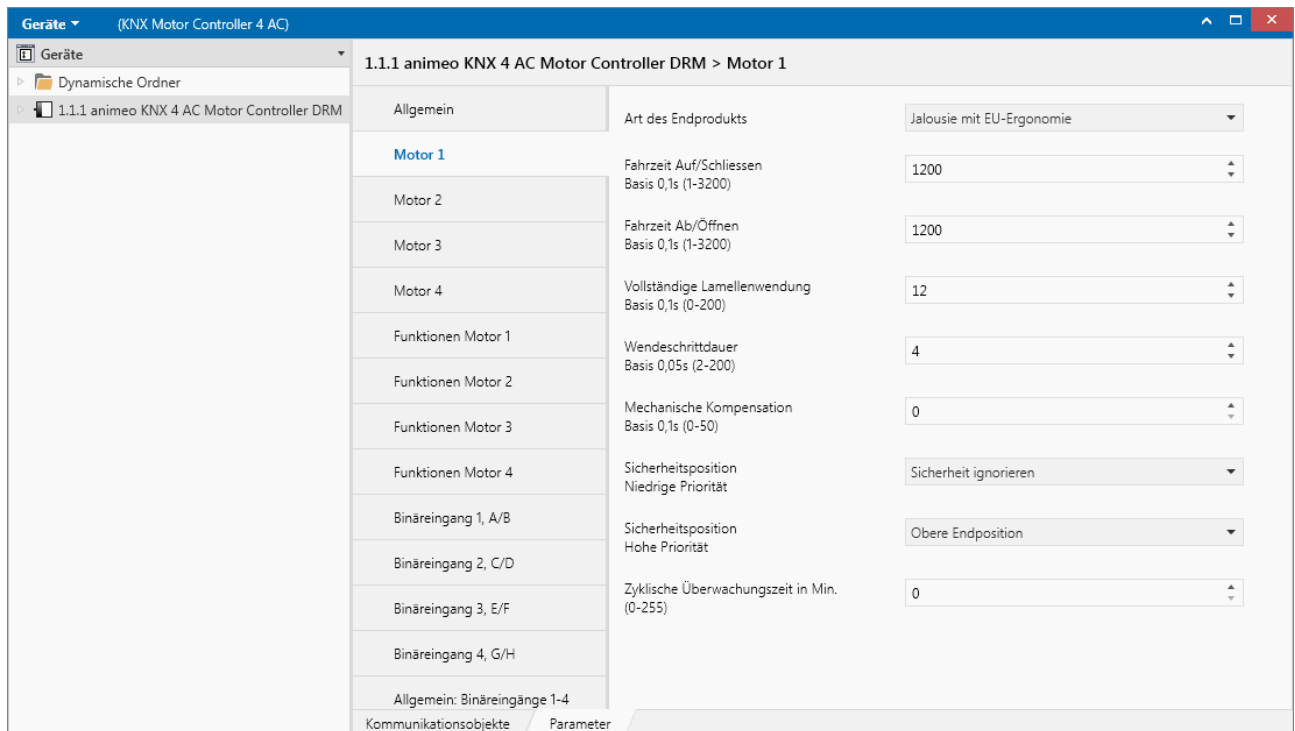 Geräte (KNX Motor Controller 4 AC)
Geräte
Dynamische Ordner
1.1.1 animeo KNX 4 AC Motor Controller DRM
1.1.1 animeo KNX 4 AC Motor Controller DRM > Motor 1
Allgemein
Motor 1
Motor 2
Motor 3
Motor 4
Funktionen Motor 1
Funktionen Motor 2
Funktionen Motor 3
Funktionen Motor 4
Binäreingang 1, A/B
Binäreingang 2, C/D
Binäreingang 3, E/F
Binäreingang 4, G/H
Allgemein: Binäreingänge 1-4
Art des Endprodukts
Jalousie mit EU-Ergonomie
Fahrzeit Auf/Schliessen
Basis 0,1s (1-3200)
1200
Fahrzeit Ab/Öffnen
Basis 0,1s (1-3200)
1200
Vollständige Lamellenwendung
Basis 0,1s (0-200)
12
Wendeschrittdauer
Basis 0,05s (2-200)
4
Mechanische Kompensation
Basis 0,1s (0-50)
0
Sicherheitsposition
Niedrige Priorität
Sicherheit ignorieren
Sicherheitsposition
Hohe Priorität
Obere Endposition
Zyklische Überwachungszeit in Min.
(0-255)
0
Kommunikationsobjekte
Parameter